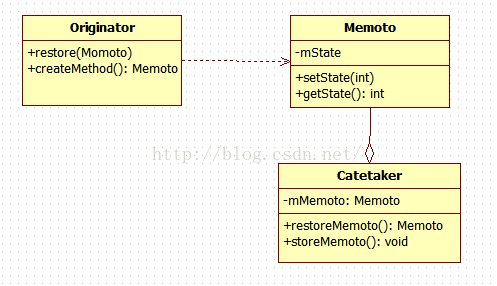 Originator
+restore(Momoto)
+createMethod(): Memoto
Memoto
-mState
+setState(int)
+getState(): int
http://blog.csdn.net/
Catetaker
-mMemoto: Memoto
+restoreMemoto(): Memoto
+storeMemoto(): void